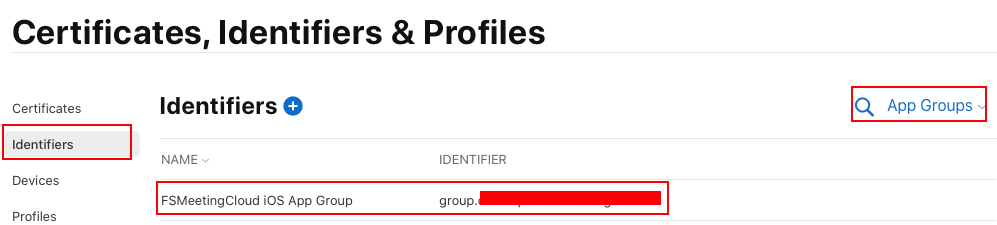 Certificates, Identifiers & Profiles
Certificates
Identifiers
Devices
Profiles
Identifiers
App Groups
NAME IDENTIFIER
FSMeetingCloud iOS App Group group.